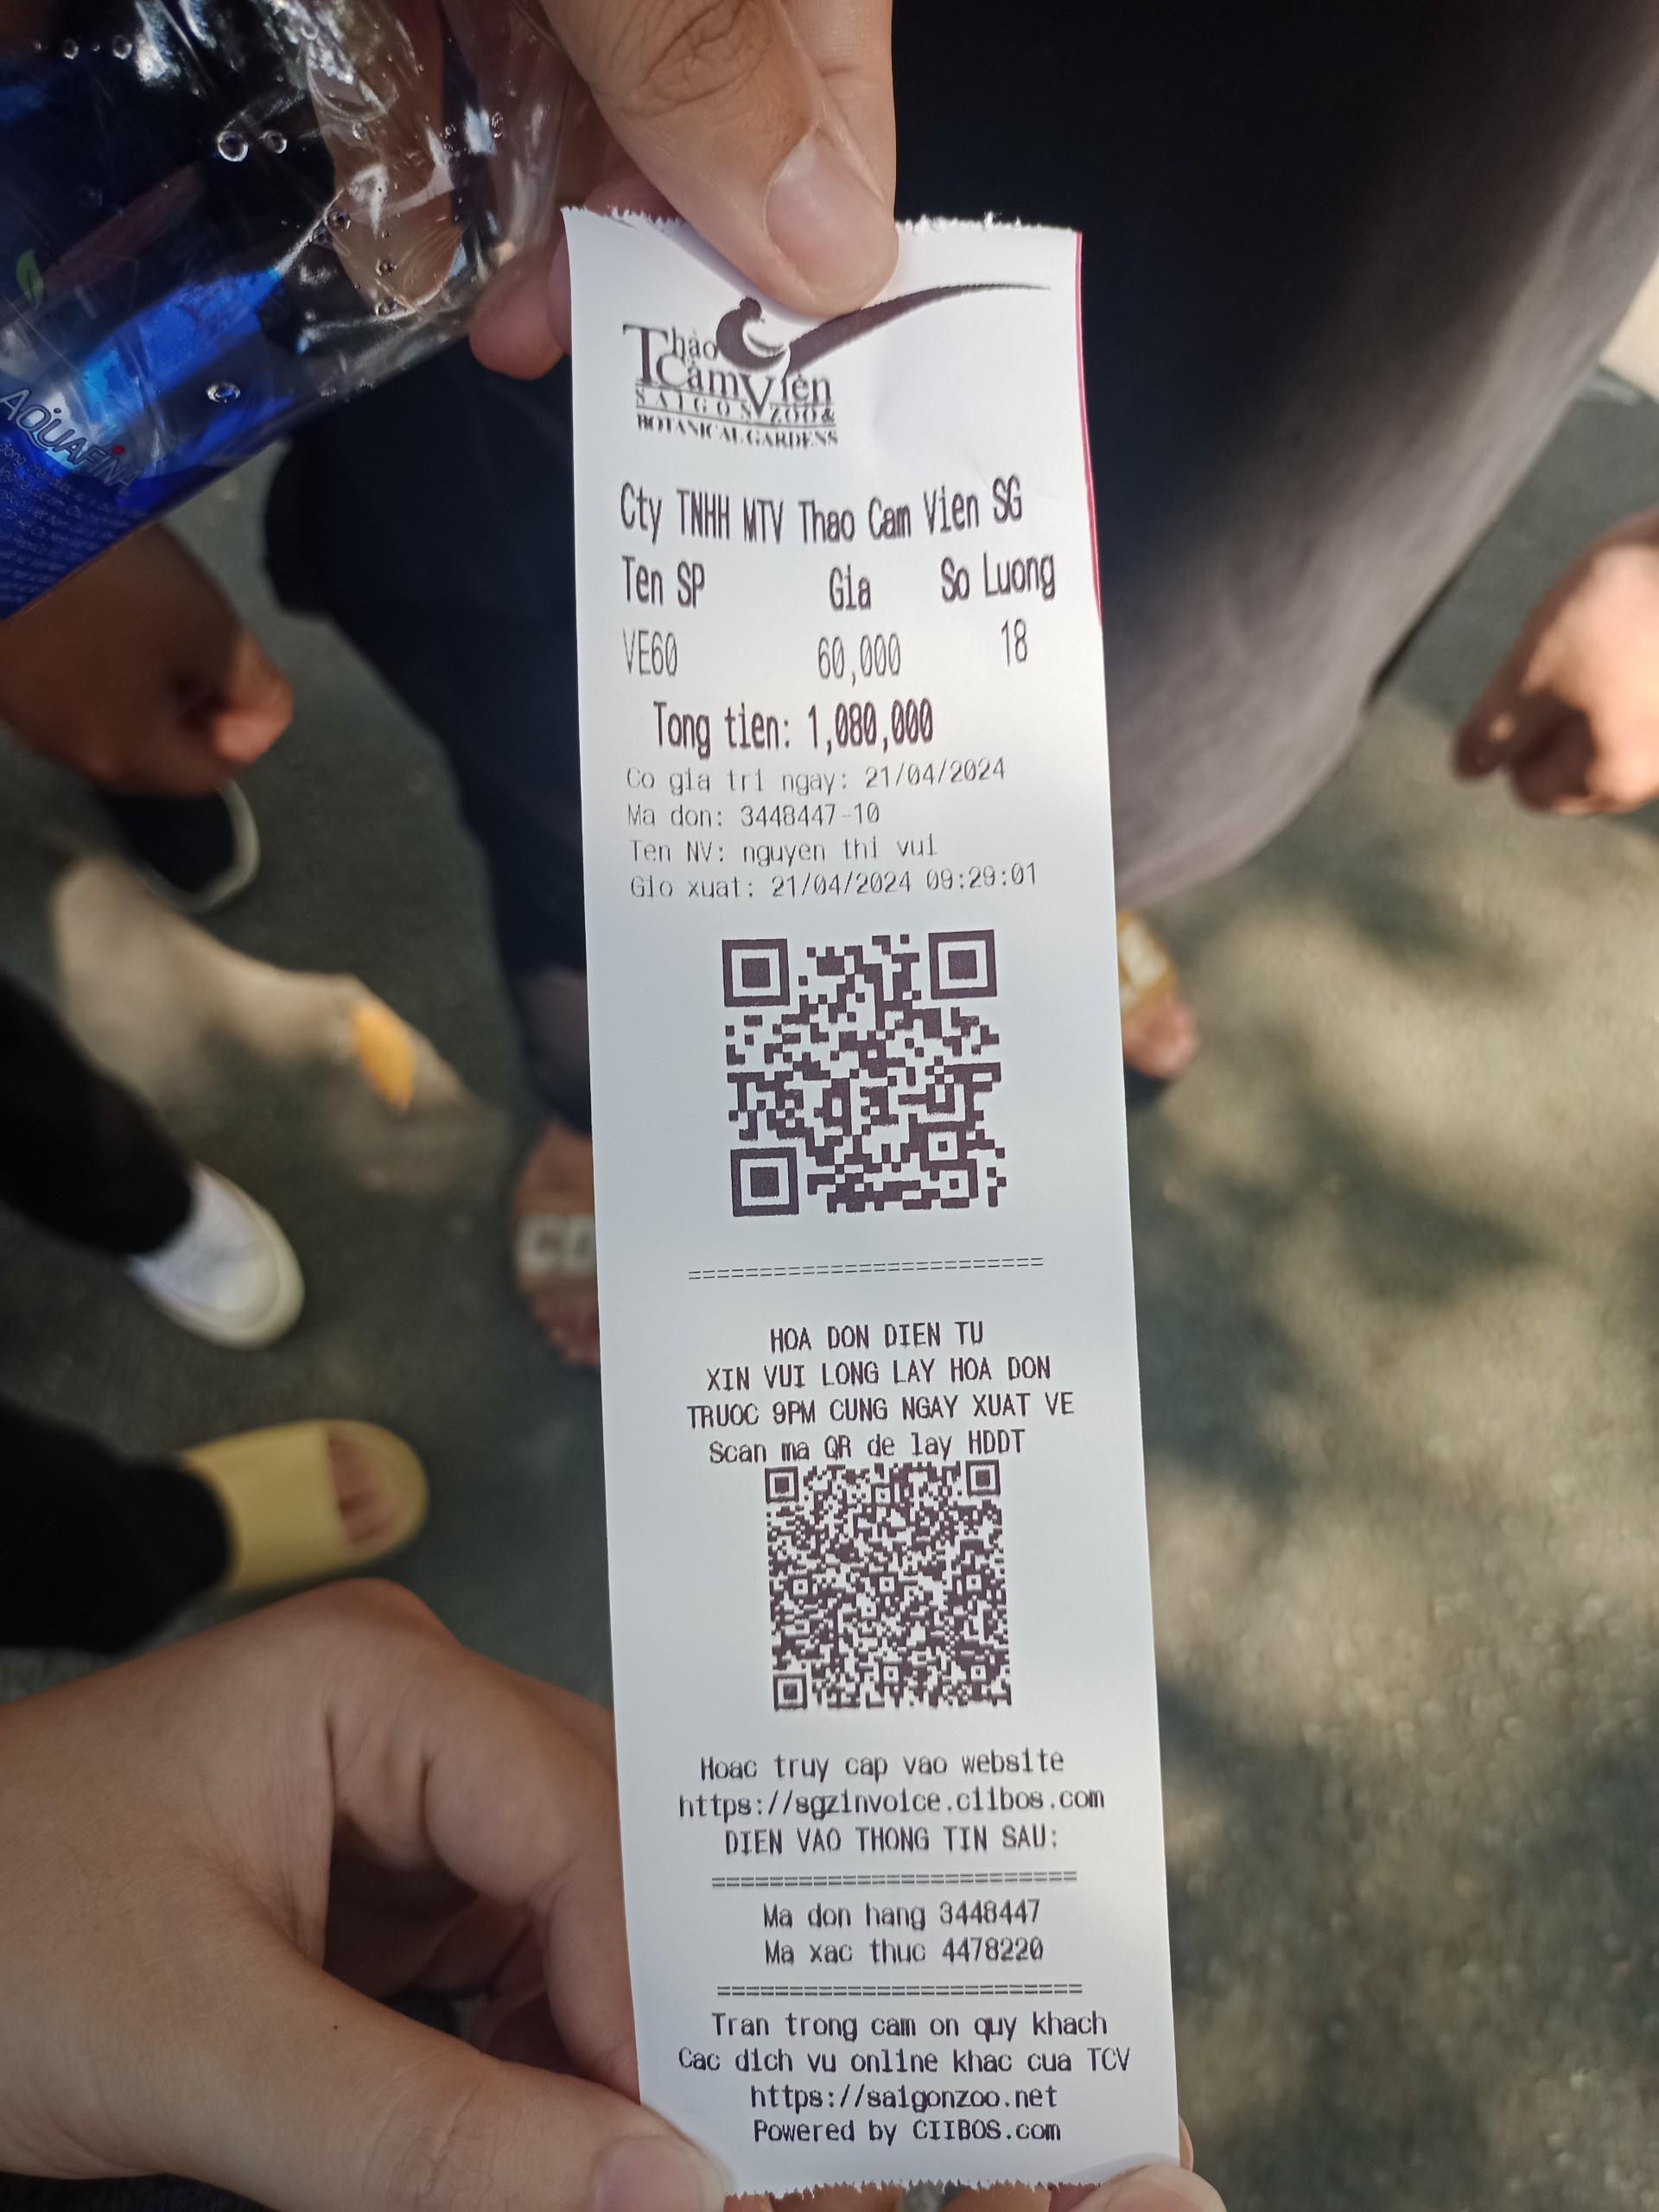 AQUAFINA
Thảo
Cầm Viên
SAIGON ZOO &
BOTANICAL GARDENS
Cty TNHH MTV Thao Cam Vien SG
Ten SP Gia So Luong
VE60 60,000 18
Tong tien: 1,080,000
Co gia tri ngay: 21/04/2024
Ma don: 3448447-10
Ten NV: nguyen thi vui
Gio xuat: 21/04/2024 09:29:01
=========================
HOA DON DIEN TU
XIN VUI LONG LAY HOA DON
TRUOC 9PM CUNG NGAY XUAT VE
Scan ma QR de lay HDDT
Hoac truy cap vao website
https://sgzinvoice.ciibos.com
DIEN VAO THONG TIN SAU:
=========================
Ma don hang 3448447
Ma xac thuc 4478220
=========================
Tran trong cam on quy khach
Cac dich vu online khac cua TCV
https://saigonzoo.net
Powered by CIIBOS.com